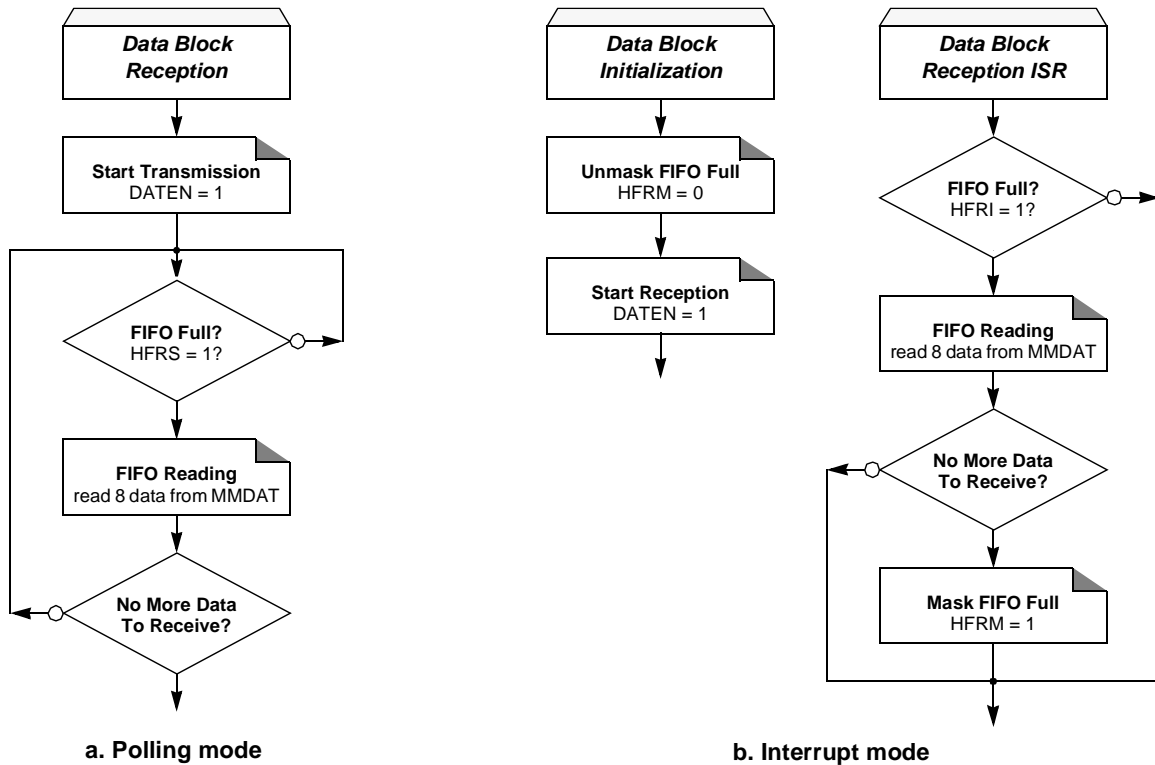 Data Block
Reception
Start Transmission
DATEN = 1
FIFO Full?
HFRS = 1?
FIFO Reading
read 8 data from MMDAT
No More Data
To Receive?
a. Polling mode
Data Block
Initialization
Unmask FIFO Full
HFRM = 0
Start Reception
DATEN = 1
Data Block
Reception ISR
FIFO Full?
HFRI = 1?
FIFO Reading
read 8 data from MMDAT
No More Data
To Receive?
Mask FIFO Full
HFRM = 1
b. Interrupt mode